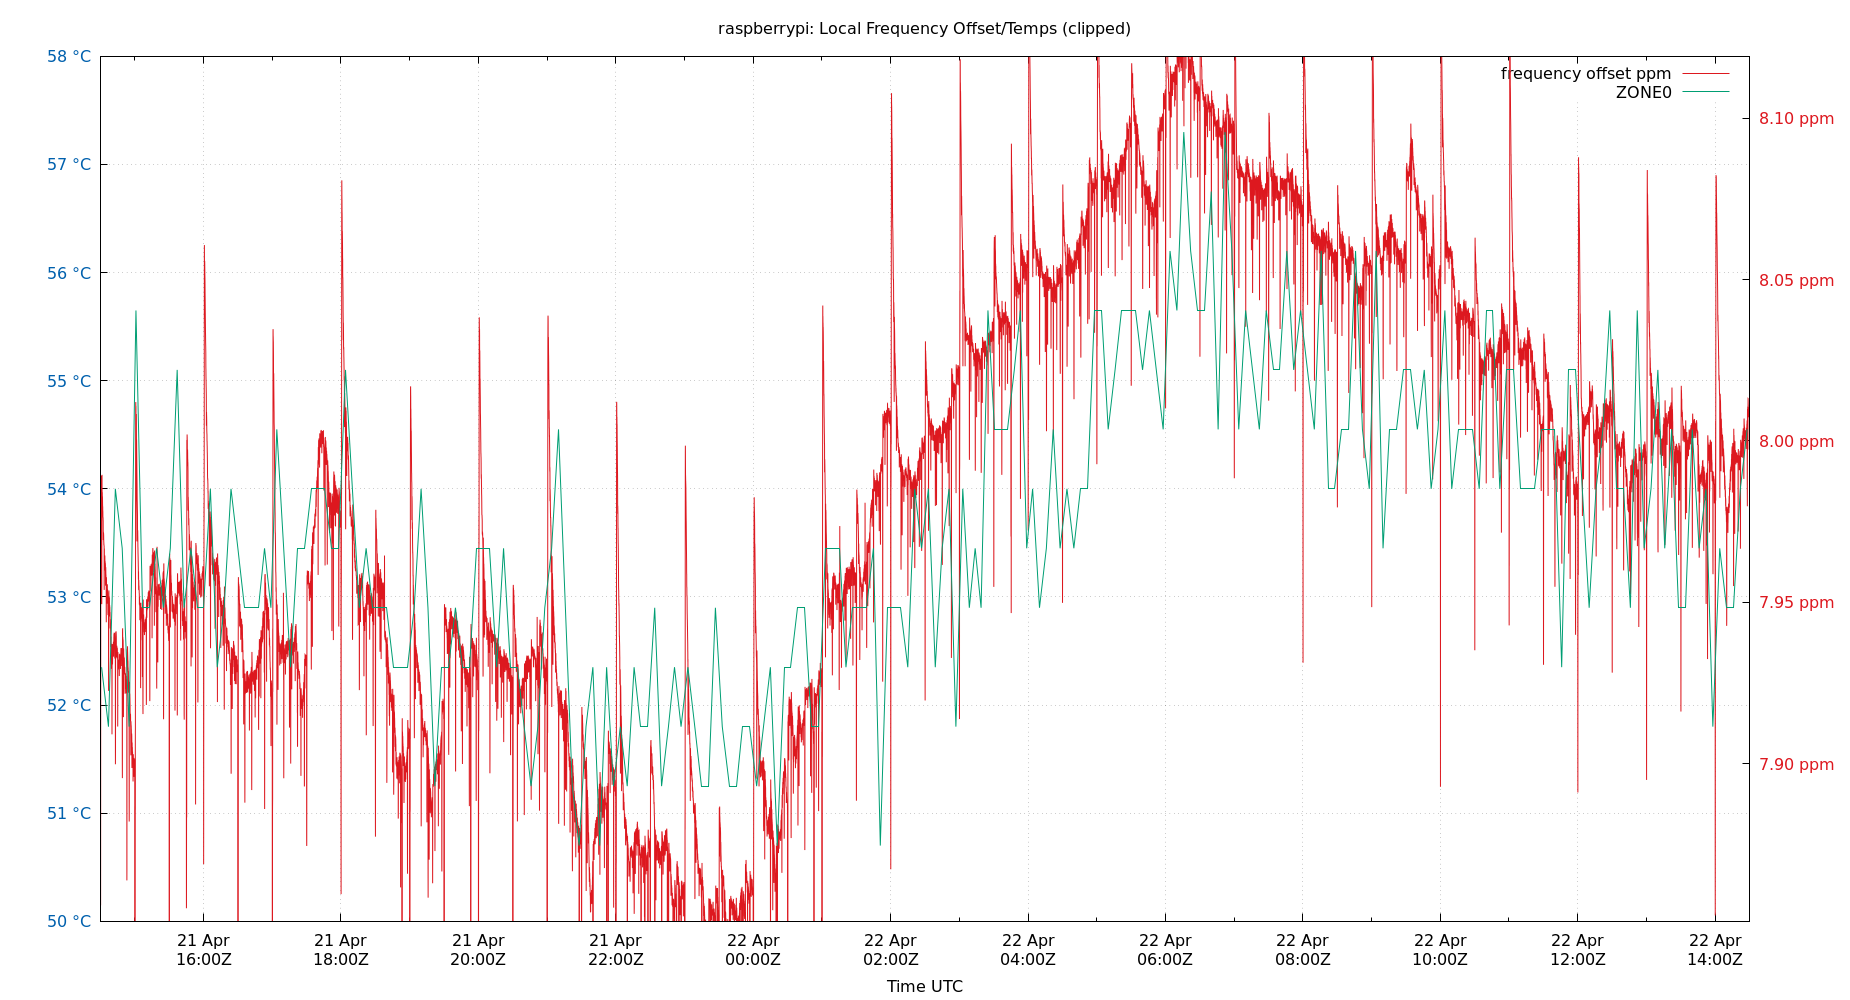 raspberrypi: Local Frequency Offset/Temps (clipped)
frequency offset ppm
ZONE0
58 °C
57 °C
56 °C
55 °C
54 °C
53 °C
52 °C
51 °C
50 °C
8.10 ppm
8.05 ppm
8.00 ppm
7.95 ppm
7.90 ppm
21 Apr
16:00Z
21 Apr
18:00Z
21 Apr
20:00Z
21 Apr
22:00Z
22 Apr
00:00Z
22 Apr
02:00Z
22 Apr
04:00Z
22 Apr
06:00Z
22 Apr
08:00Z
22 Apr
10:00Z
22 Apr
12:00Z
22 Apr
14:00Z
Time UTC